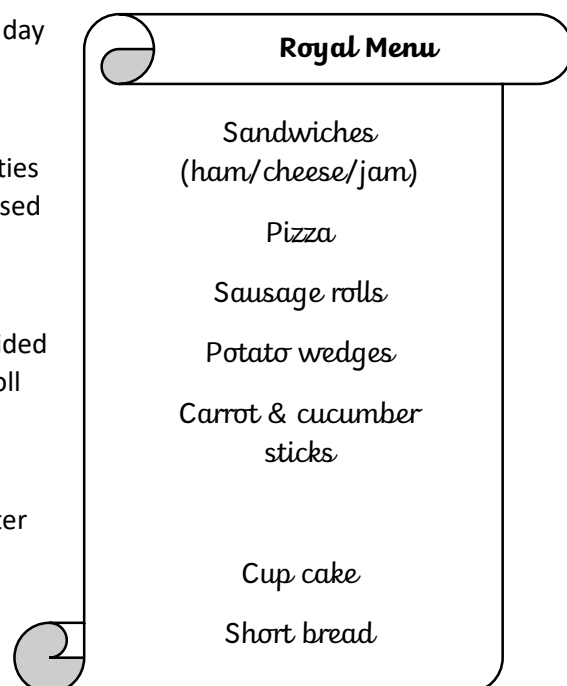 day
ties
sed
ided
oll
ter
Royal Menu
Sandwiches
(ham/cheese/jam)
Pizza
Sausage rolls
Potato wedges
Carrot & cucumber
sticks
Cup cake
Short bread